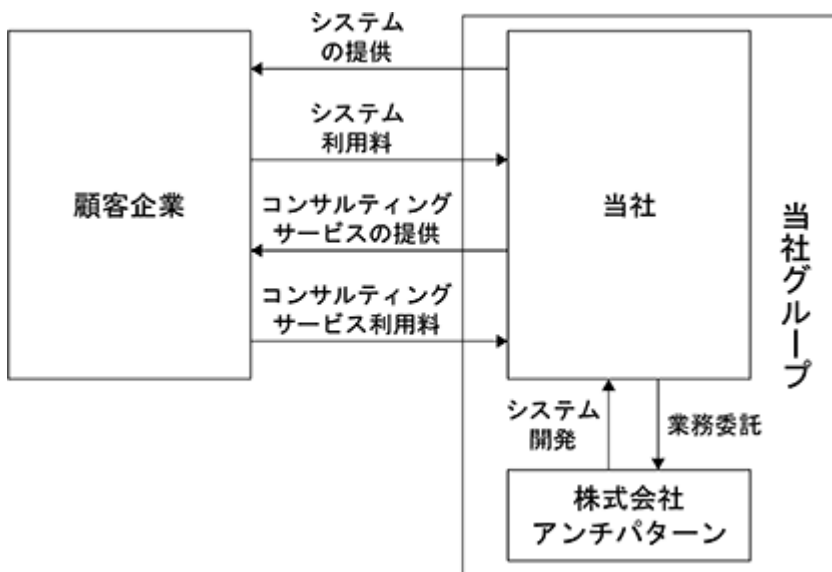 システム
の提供
システム
利用料
顧客企業
コンサルティング
サービスの提供
コンサルティング
サービス利用料
当社
当社グループ
システム
開発
業務委託
株式会社
アンチパターン